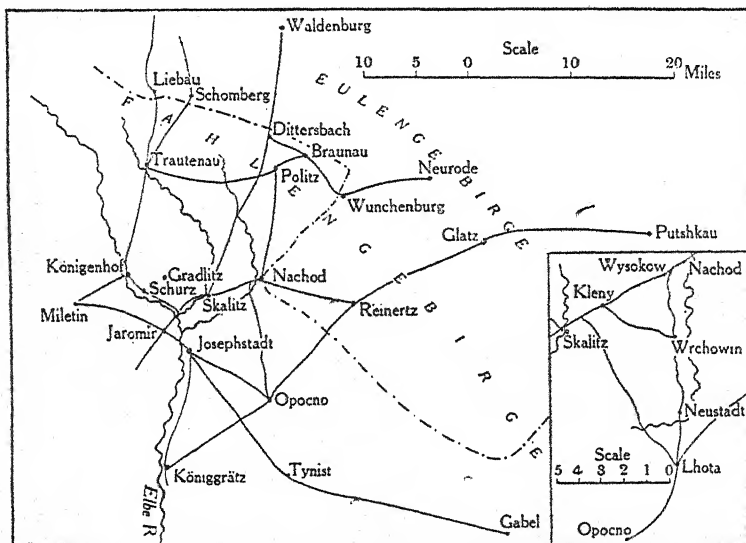 Waldenburg
Scale
10 5 0 10 20 Miles
Liebau
Schomberg
EULENGEBIRGE
FAHLENGEBIRGE
Dittersbach
Braunau
Trautenau
Politz
Neurode
Wunchenburg
Glatz
Putshkau
Königenhof
Gradlitz
Schurz
Nachod
Skalitz
Miletin
Reinertz
Jaromir
Josephstadt
Opocno
Königgrätz
Tynist
Elbe R
Gabel
Wysokow
Nachod
Kleny
Skalitz
Wrchowin
Neustadt
Scale
5 4 3 2 1 0
Lhota
Opocno